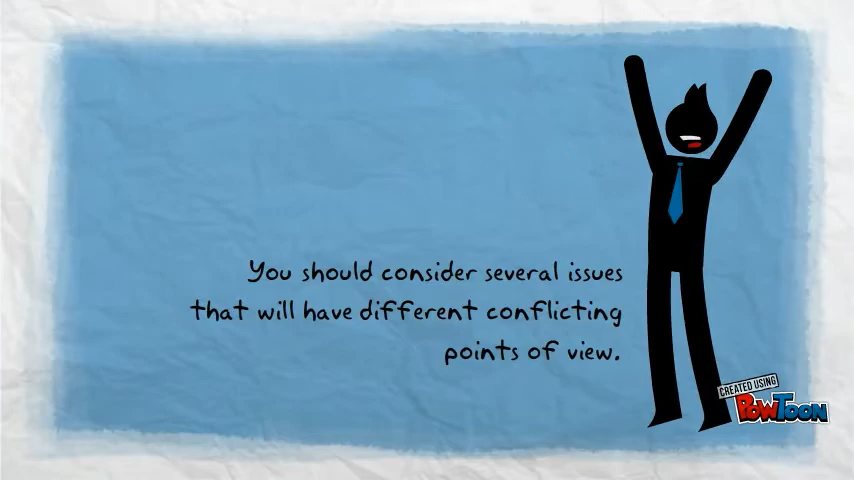 You should consider several issues
that will have different conflicting
points of view.
CREATED USING
POWTOON